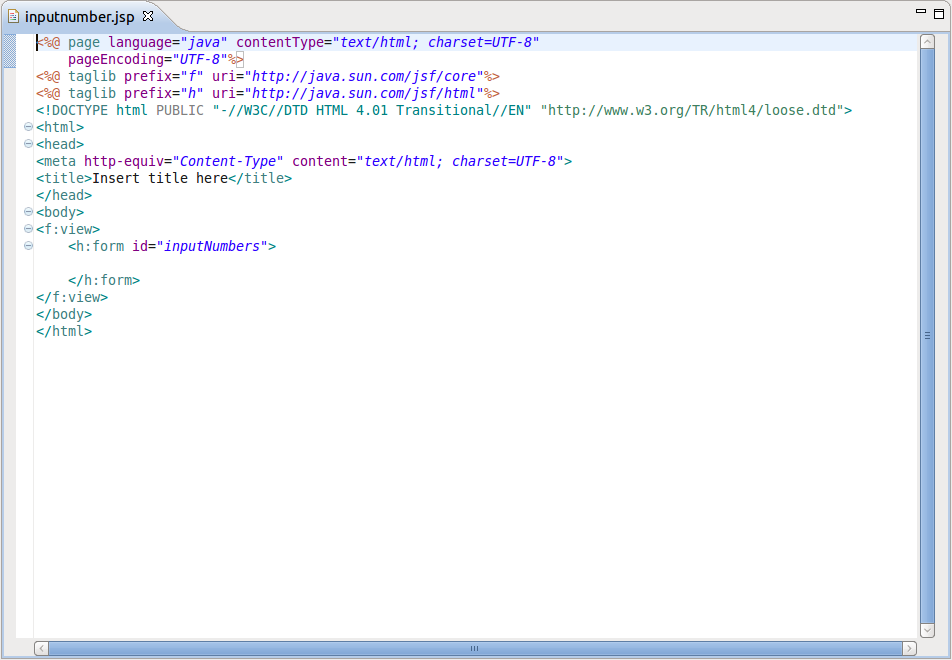 inputnumber.jsp
<%@ page language="java" contentType="text/html; charset=UTF-8"
    pageEncoding="UTF-8"%>
<%@ taglib prefix="f" uri="http://java.sun.com/jsf/core"%>
<%@ taglib prefix="h" uri="http://java.sun.com/jsf/html"%>
<!DOCTYPE html PUBLIC "-//W3C//DTD HTML 4.01 Transitional//EN" "http://www.w3.org/TR/html4/loose.dtd">
<html>
<head>
<meta http-equiv="Content-Type" content="text/html; charset=UTF-8">
<title>Insert title here</title>
</head>
<body>
<f:view>
    <h:form id="inputNumbers">
    </h:form>
</f:view>
</body>
</html>